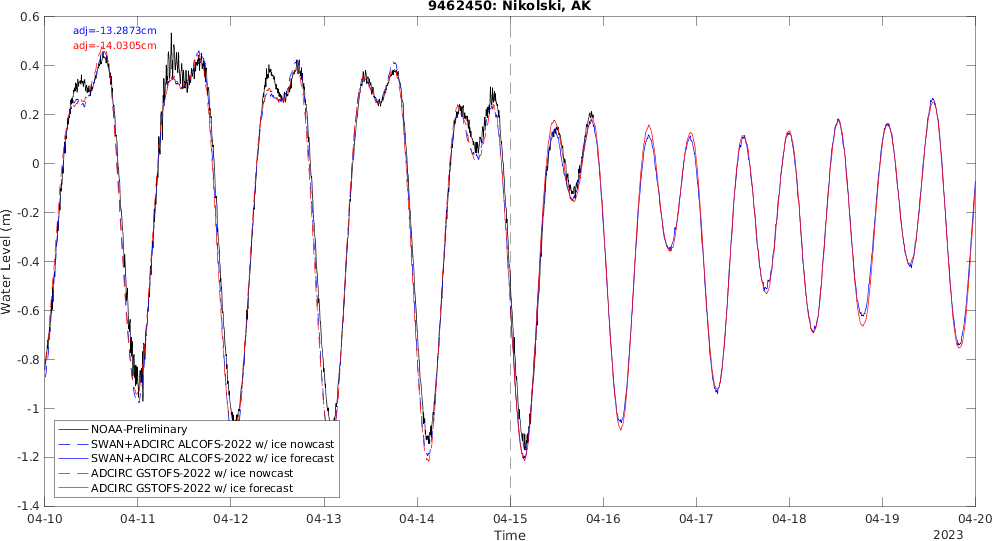 9462450: Nikolski, AK
adj=-13.2873cm
adj=-14.0305cm
0.6
0.4
0.2
0
-0.2
-0.4
-0.6
-0.8
-1
-1.2
-1.4
Water Level (m)
NOAA-Preliminary
SWAN+ADCIRC ALCOFS-2022 w/ ice nowcast
SWAN+ADCIRC ALCOFS-2022 w/ ice forecast
ADCIRC GSTOFS-2022 w/ ice nowcast
ADCIRC GSTOFS-2022 w/ ice forecast
04-10 04-11 04-12 04-13 04-14 04-15 04-16 04-17 04-18 04-19 04-20
Time
2023